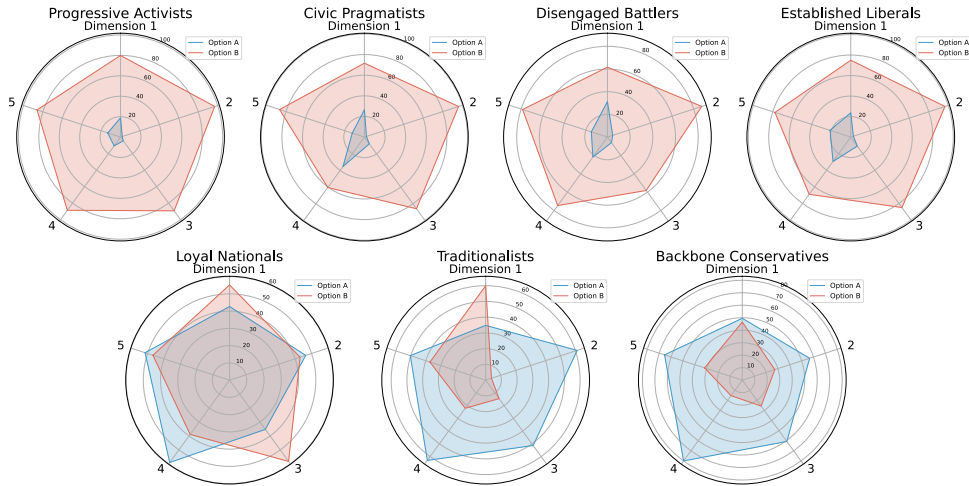 Progressive Activists
Dimension 1
2
3
4
5
20
40
60
80
100
Option A
Option B
Civic Pragmatists
Dimension 1
2
3
4
5
20
40
60
80
Option A
Option B
Disengaged Battlers
Dimension 1
2
3
4
5
20
40
60
80
Option A
Option B
Established Liberals
Dimension 1
2
3
4
5
20
40
60
80
100
Option A
Option B
Loyal Nationals
Dimension 1
2
3
4
5
10
20
30
40
50
60
Option A
Option B
Traditionalists
Dimension 1
2
3
4
5
10
20
30
40
50
60
Option A
Option B
Backbone Conservatives
Dimension 1
2
3
4
5
10
20
30
40
50
60
70
80
Option A
Option B